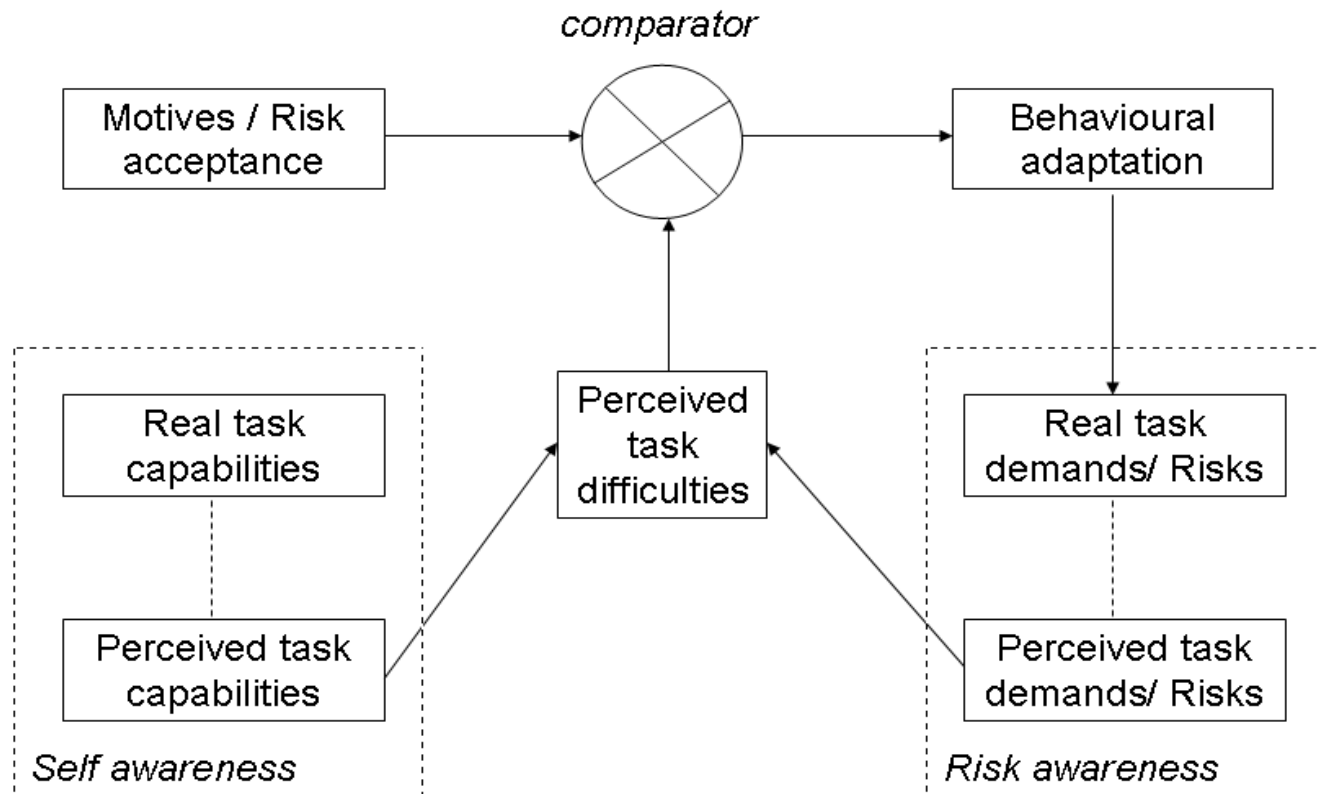 comparator
Motives / Risk
acceptance
Behavioural
adaptation
Real task
capabilities
Perceived
task
difficulties
Real task
demands/ Risks
Perceived task
capabilities
Perceived task
demands/ Risks
Self awareness
Risk awareness